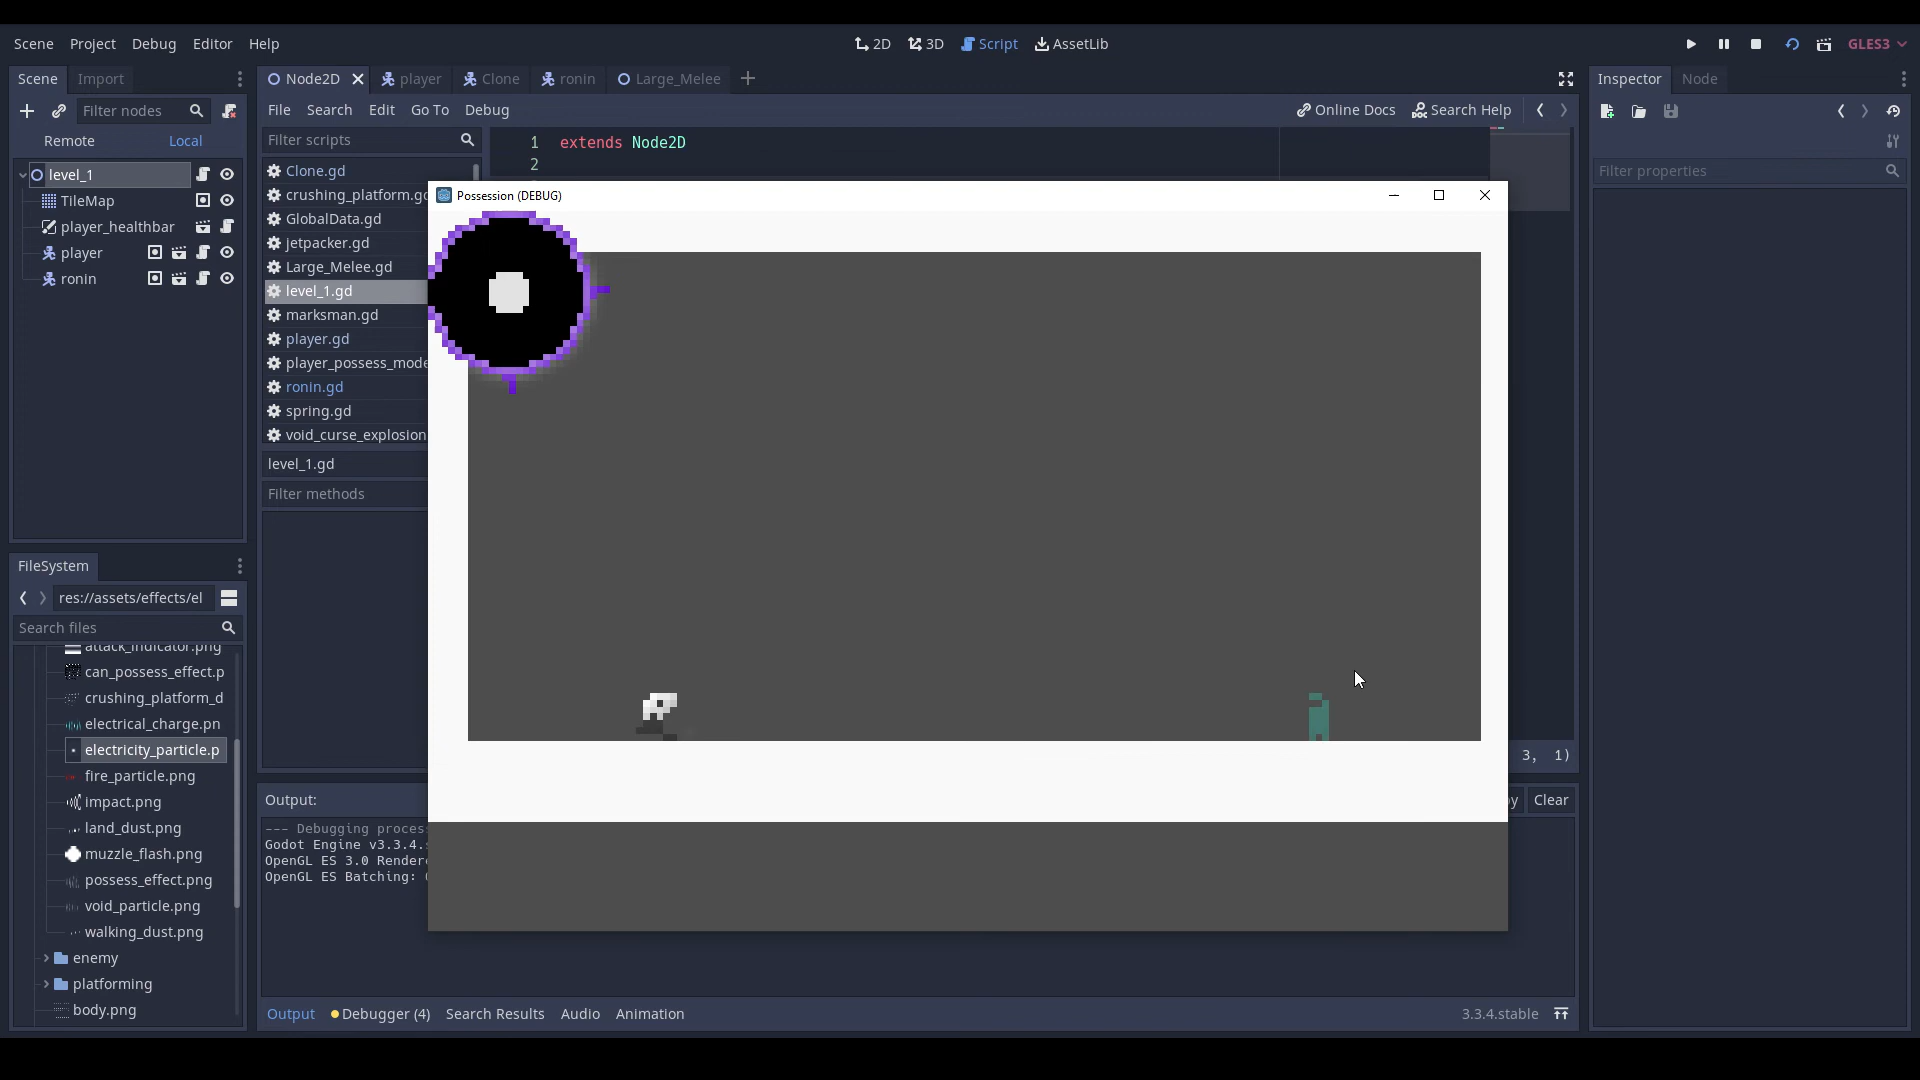 Scene Project Debug Editor Help
2D 3D Script AssetLib
GLES3
Scene Import
Node2D player Clone ronin Large_Melee
Inspector Node
Filter nodes
File Search Edit Go To Debug
Online Docs Search Help
Remote Local
Filter scripts
1 extends Node2D
2
Filter properties
level_1
TileMap
player_healthbar
player
ronin
Clone.gd
crushing_platform.gd
GlobalData.gd
jetpacker.gd
Large_Melee.gd
level_1.gd
marksman.gd
player.gd
player_possess_mode
ronin.gd
spring.gd
void_curse_explosion
level_1.gd
Filter methods
Possession (DEBUG)
3, 1)
FileSystem
res://assets/effects/el
Search files
attack_indicator.png
can_possess_effect.p
crushing_platform_d
electrical_charge.pn
electricity_particle.p
fire_particle.png
impact.png
land_dust.png
muzzle_flash.png
possess_effect.png
void_particle.png
walking_dust.png
enemy
platforming
body.png
Output:
Clear
--- Debugging process
Godot Engine v3.3.4.
OpenGL ES 3.0 Rendere
OpenGL ES Batching:
Output Debugger (4) Search Results Audio Animation
3.3.4.stable